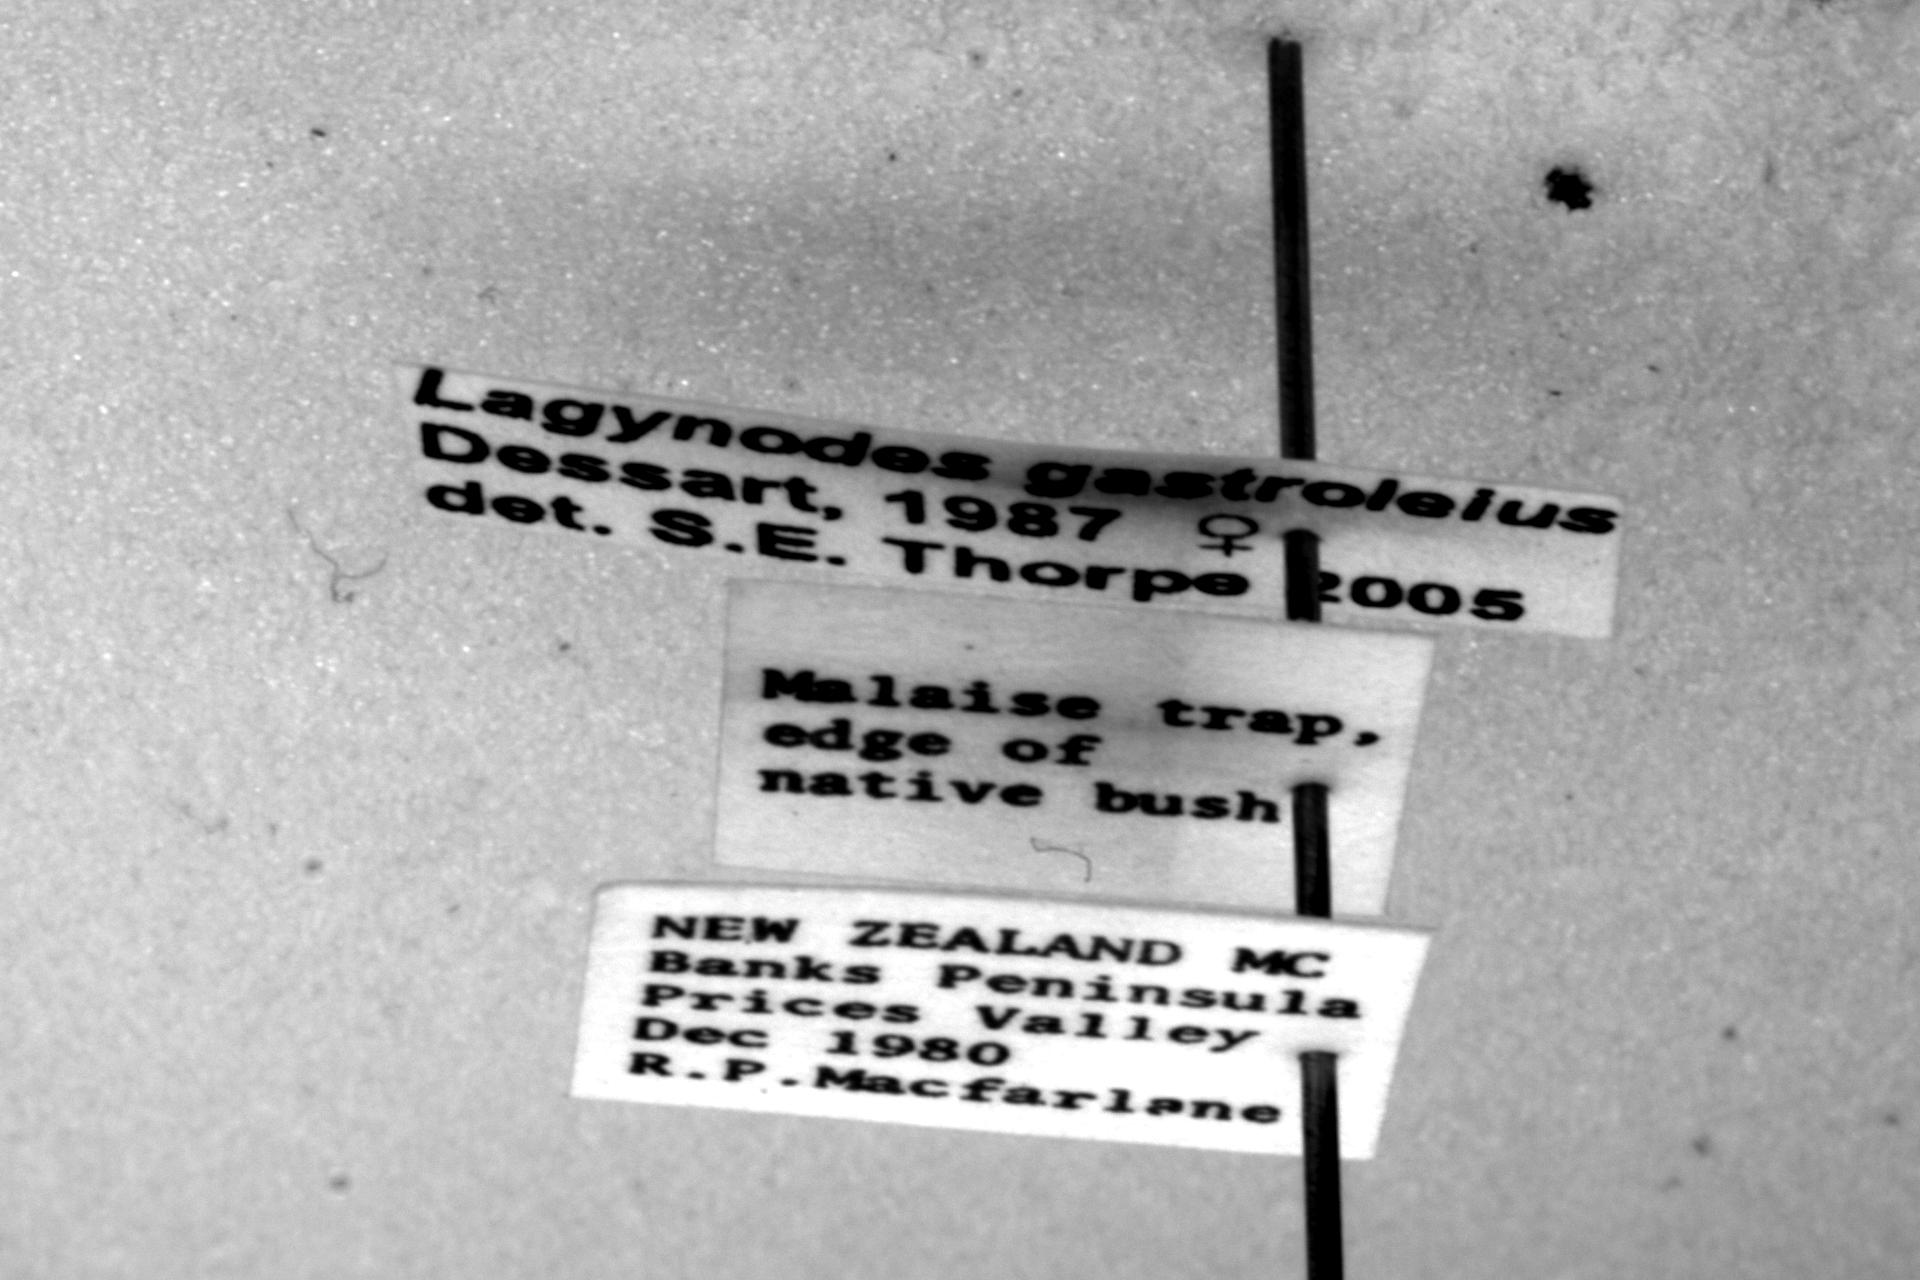 Lagynodes gastroleius
Dessart, 1987 ♀
det. S.E. Thorpe 2005
Malaise trap,
edge of
native bush
NEW ZEALAND MC
Banks Peninsula
Prices Valley
Dec 1980
R.P.Macfarlane